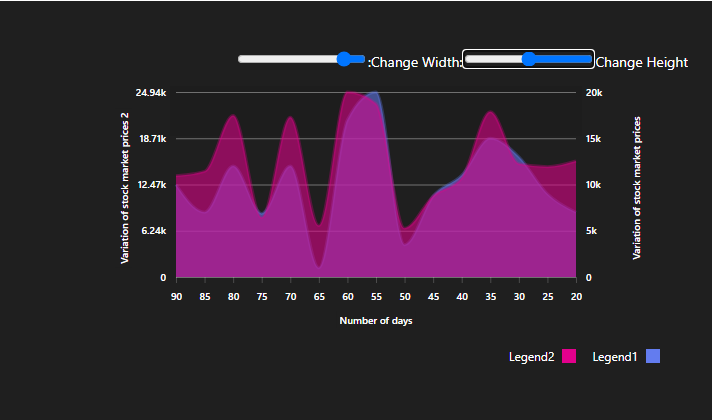 :Change Width: Change Height
24.94k
18.71k
12.47k
6.24k
0
Variation of stock market prices 2
20k
15k
10k
5k
0
Variation of stock market prices
90 85 80 75 70 65 60 55 50 45 40 35 30 25 20
Number of days
Legend2 Legend1